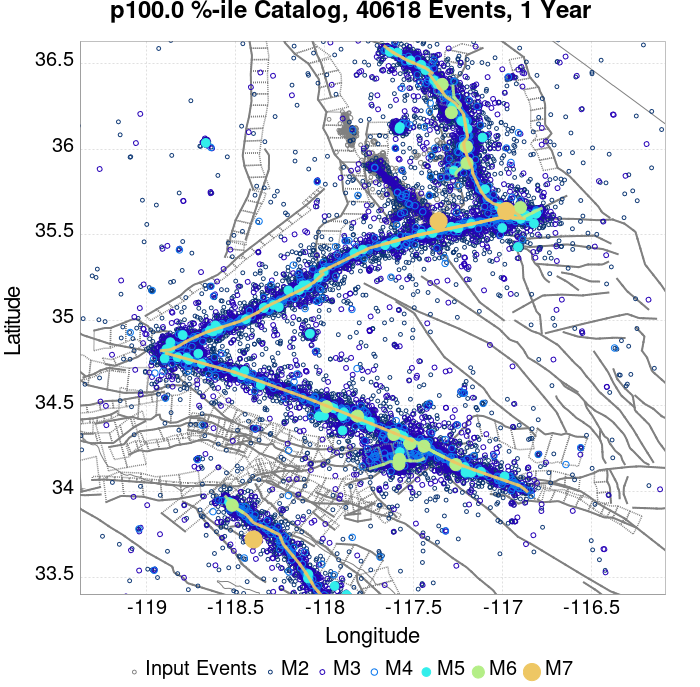 p100.0 %-ile Catalog, 40618 Events, 1 Year
36.5
36
35.5
35
34.5
34
33.5
Latitude
-119 -118.5 -118 -117.5 -117 -116.5
Longitude
Input Events M2 M3 M4 M5 M6 M7